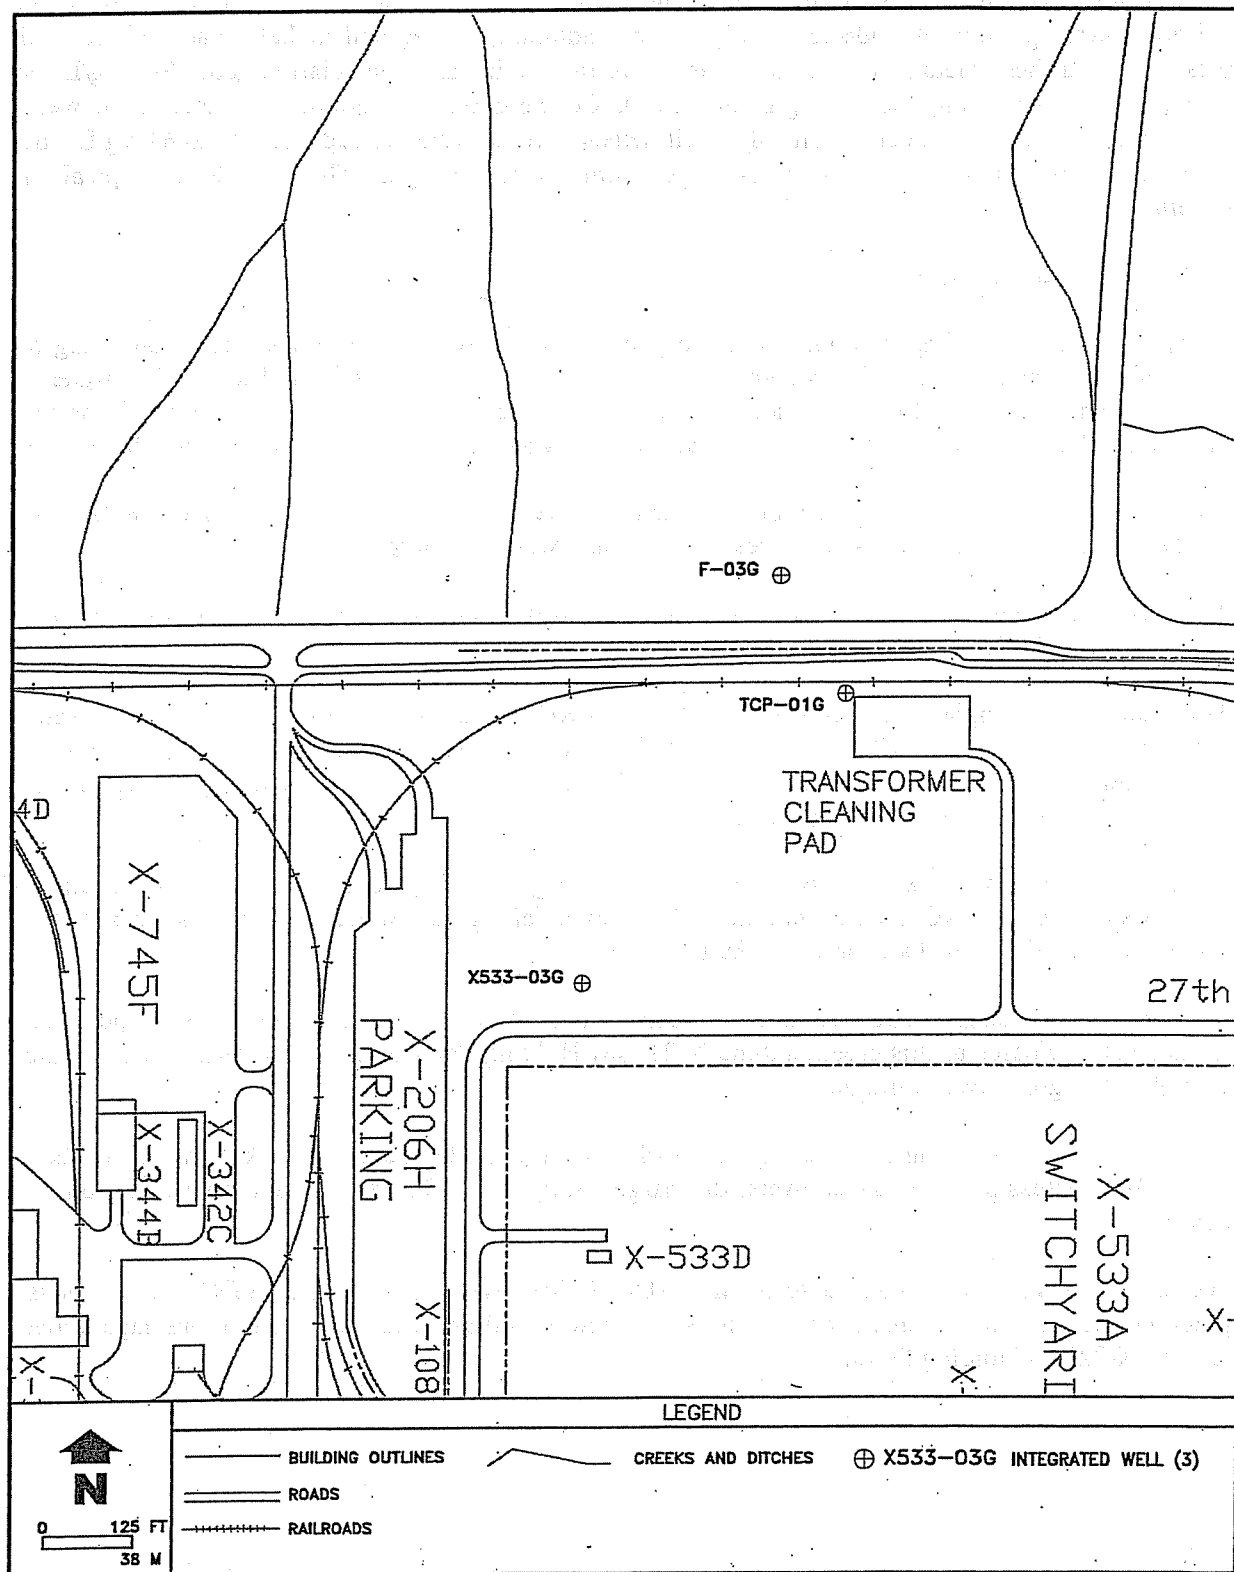 F-03G
TCP-01G
TRANSFORMER
CLEANING
PAD
4D
X-745F
X533-03G
27th
X-206H
PARKING
X-344B
X-342C
X-533D
X-533A
SWITCHYARD
X-108
X-
X-
X-
LEGEND
BUILDING OUTLINES
CREEKS AND DITCHES
X533-03G INTEGRATED WELL (3)
ROADS
RAILROADS
N
0 125 FT
38 M